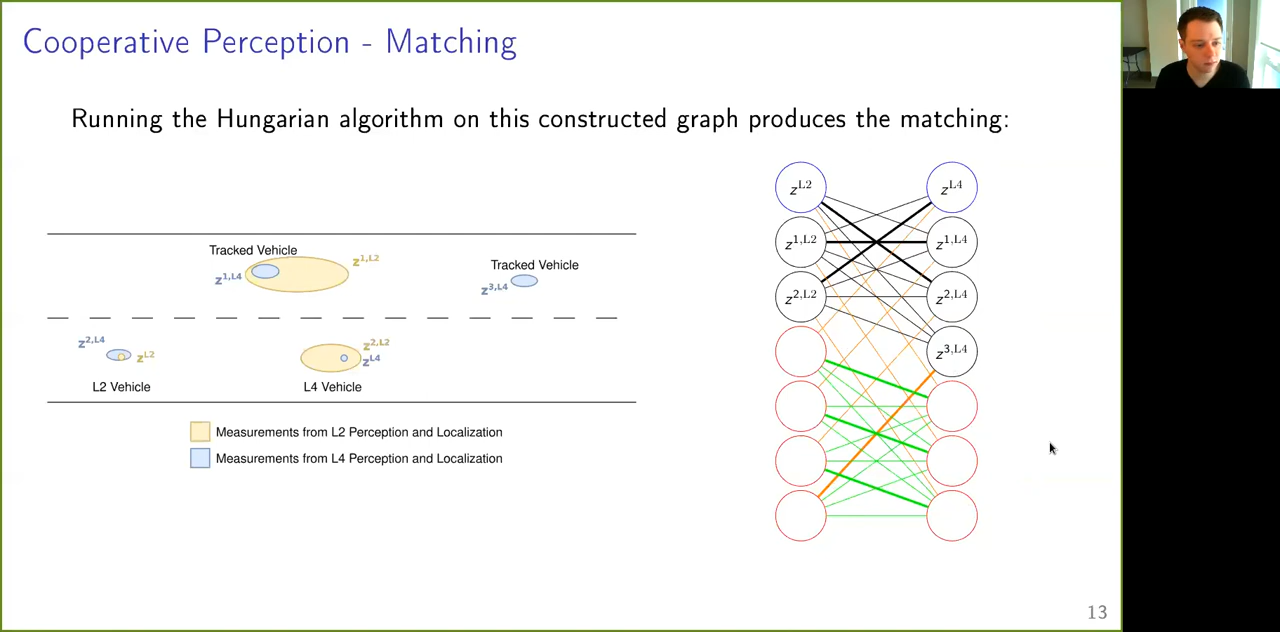 Cooperative Perception - Matching
Running the Hungarian algorithm on this constructed graph produces the matching:
Tracked Vehicle
z^1,L2
z^1,L4
Tracked Vehicle
z^3,L4
z^2,L4
z^L2
z^2,L2
z^L4
L2 Vehicle
L4 Vehicle
Measurements from L2 Perception and Localization
Measurements from L4 Perception and Localization
z^L2
z^L4
z^1,L2
z^1,L4
z^2,L2
z^2,L4
z^3,L4
13